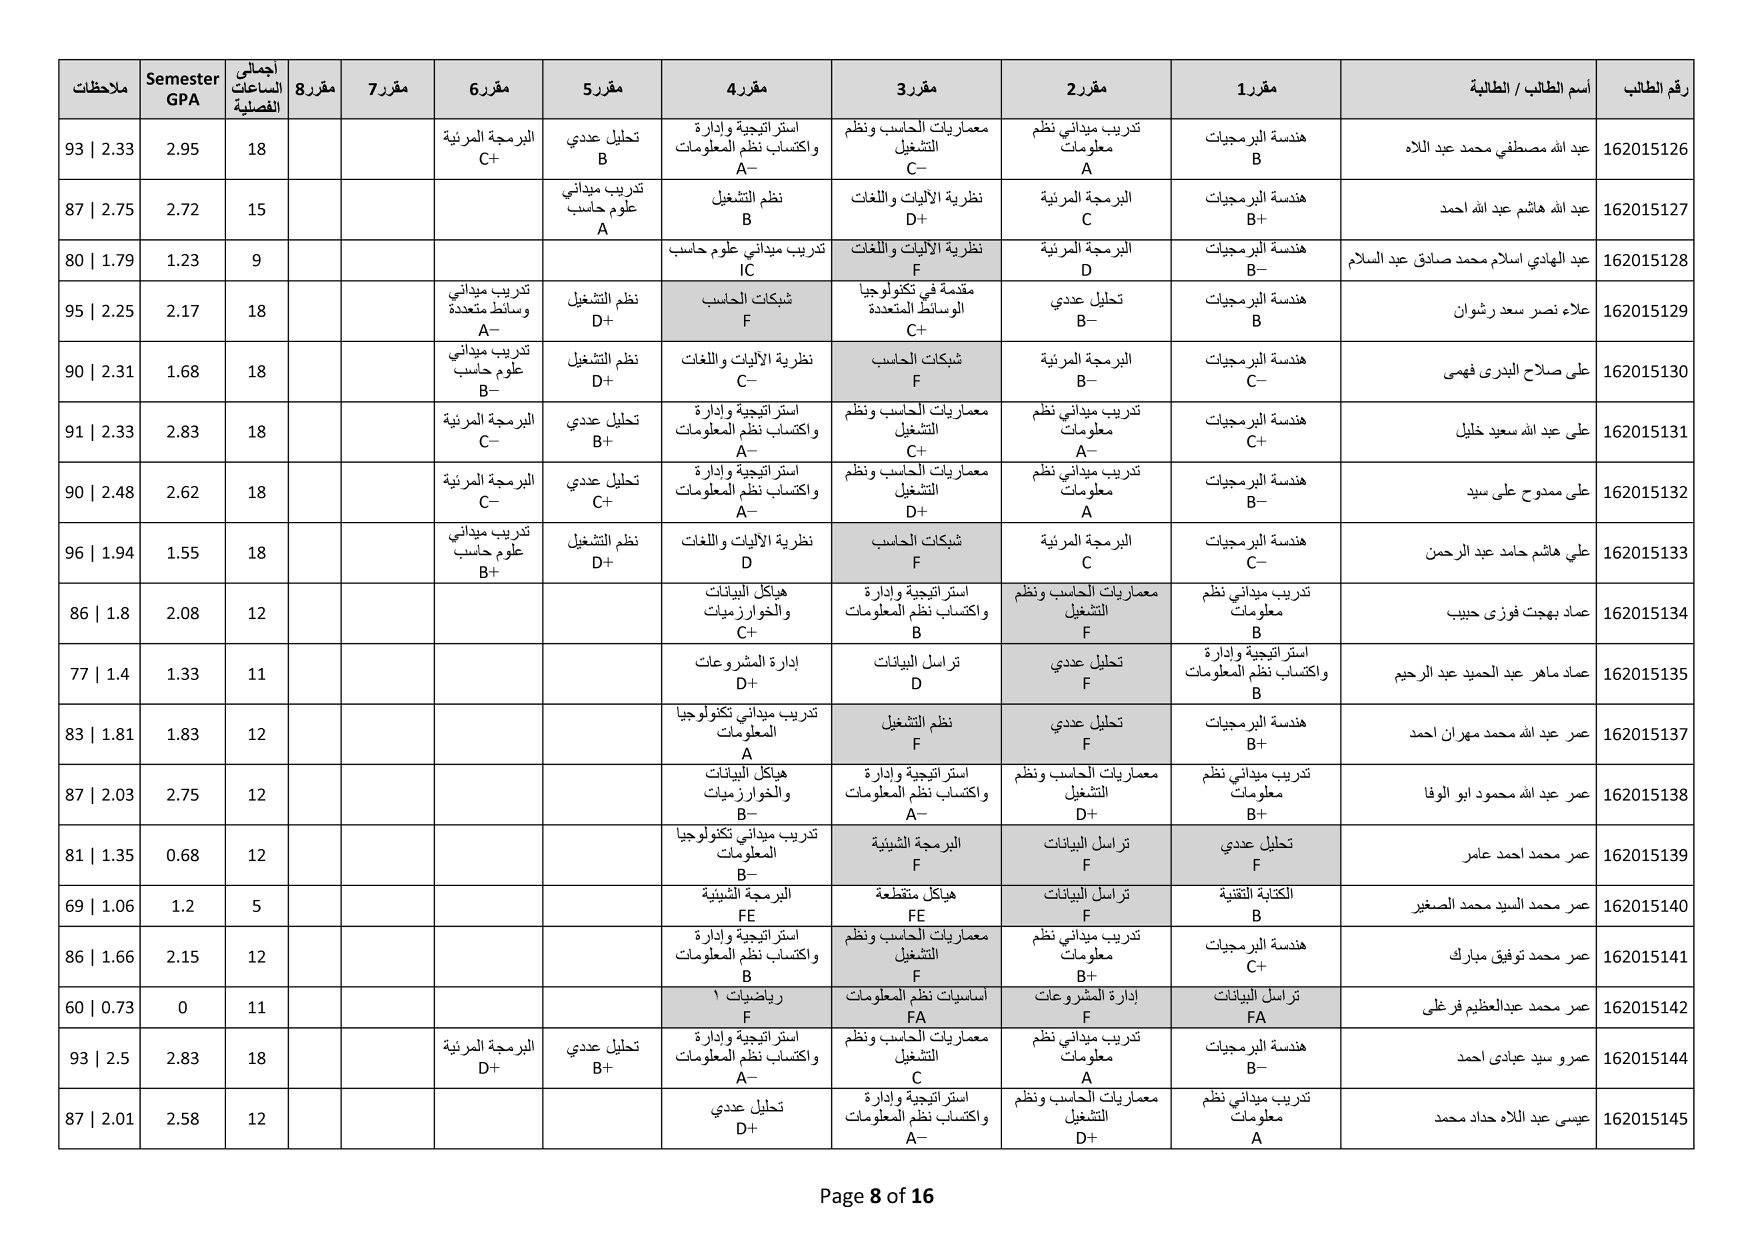 رقم الطالب
أسم الطالب / الطالبة
مقرر1
مقرر2
مقرر3
مقرر4
مقرر5
مقرر6
مقرر7
مقرر8
أجمالى
الساعات
الفصلية
Semester
GPA
ملاحظات
162015126
عبد الله مصطفي محمد عبد اللاه
هندسة البرمجيات
B
تدريب ميداني نظم
معلومات
A
معماريات الحاسب ونظم
التشغيل
C–
استراتيجية وإدارة
واكتساب نظم المعلومات
A–
تحليل عددي
B
البرمجة المرئية
C+
18
2.95
93 | 2.33
162015127
عبد الله هاشم عبد الله احمد
هندسة البرمجيات
B+
البرمجة المرئية
C
نظرية الآليات واللغات
D+
نظم التشغيل
B
تدريب ميداني
علوم حاسب
A
15
2.72
87 | 2.75
162015128
عبد الهادي اسلام محمد صادق عبد السلام
هندسة البرمجيات
B–
البرمجة المرئية
D
نظرية الآليات واللغات
F
تدريب ميداني علوم حاسب
IC
9
1.23
80 | 1.79
162015129
علاء نصر سعد رشوان
هندسة البرمجيات
B
تحليل عددي
B–
مقدمة في تكنولوجيا
الوسائط المتعددة
C+
شبكات الحاسب
F
نظم التشغيل
D+
تدريب ميداني
وسائط متعددة
A–
18
2.17
95 | 2.25
162015130
على صلاح البدرى فهمى
هندسة البرمجيات
C–
البرمجة المرئية
B–
شبكات الحاسب
F
نظرية الآليات واللغات
C–
نظم التشغيل
D+
تدريب ميداني
علوم حاسب
B–
18
1.68
90 | 2.31
162015131
على عبد الله سعيد خليل
هندسة البرمجيات
C+
تدريب ميداني نظم
معلومات
A–
معماريات الحاسب ونظم
التشغيل
C+
استراتيجية وإدارة
واكتساب نظم المعلومات
A–
تحليل عددي
B+
البرمجة المرئية
C–
18
2.83
91 | 2.33
162015132
على ممدوح على سيد
هندسة البرمجيات
B–
تدريب ميداني نظم
معلومات
A
معماريات الحاسب ونظم
التشغيل
D+
استراتيجية وإدارة
واكتساب نظم المعلومات
A–
تحليل عددي
C+
البرمجة المرئية
C–
18
2.62
90 | 2.48
162015133
علي هاشم حامد عبد الرحمن
هندسة البرمجيات
C–
البرمجة المرئية
C
شبكات الحاسب
F
نظرية الآليات واللغات
D
نظم التشغيل
D+
تدريب ميداني
علوم حاسب
B+
18
1.55
96 | 1.94
162015134
عماد بهجت فوزى حبيب
تدريب ميداني نظم
معلومات
B
معماريات الحاسب ونظم
التشغيل
F
استراتيجية وإدارة
واكتساب نظم المعلومات
B
هياكل البيانات
والخوارزميات
C+
12
2.08
86 | 1.8
162015135
عماد ماهر عبد الحميد عبد الرحيم
استراتيجية وإدارة
واكتساب نظم المعلومات
B
تحليل عددي
F
تراسل البيانات
D
إدارة المشروعات
D+
11
1.33
77 | 1.4
162015137
عمر عبد الله محمد مهران احمد
هندسة البرمجيات
B+
تحليل عددي
F
نظم التشغيل
F
تدريب ميداني تكنولوجيا
المعلومات
A
12
1.83
83 | 1.81
162015138
عمر عبد الله محمود ابو الوفا
تدريب ميداني نظم
معلومات
B+
معماريات الحاسب ونظم
التشغيل
D+
استراتيجية وإدارة
واكتساب نظم المعلومات
A–
هياكل البيانات
والخوارزميات
B–
12
2.75
87 | 2.03
162015139
عمر محمد احمد عامر
تحليل عددي
F
تراسل البيانات
F
البرمجة الشيئية
F
تدريب ميداني تكنولوجيا
المعلومات
B–
12
0.68
81 | 1.35
162015140
عمر محمد السيد محمد الصغير
الكتابة التقنية
B
تراسل البيانات
F
هياكل متقطعة
FE
البرمجة الشيئية
FE
5
1.2
69 | 1.06
162015141
عمر محمد توفيق مبارك
هندسة البرمجيات
C+
تدريب ميداني نظم
معلومات
B+
معماريات الحاسب ونظم
التشغيل
F
استراتيجية وإدارة
واكتساب نظم المعلومات
B
12
2.15
86 | 1.66
162015142
عمر محمد عبدالعظيم فرغلى
تراسل البيانات
FA
إدارة المشروعات
F
أساسيات نظم المعلومات
FA
رياضيات ١
F
11
0
60 | 0.73
162015144
عمرو سيد عبادى احمد
هندسة البرمجيات
B–
تدريب ميداني نظم
معلومات
A
معماريات الحاسب ونظم
التشغيل
C
استراتيجية وإدارة
واكتساب نظم المعلومات
A–
تحليل عددي
B+
البرمجة المرئية
D+
18
2.83
93 | 2.5
162015145
عيسى عبد اللاه حداد محمد
تدريب ميداني نظم
معلومات
A
معماريات الحاسب ونظم
التشغيل
D+
استراتيجية وإدارة
واكتساب نظم المعلومات
A–
تحليل عددي
D+
12
2.58
87 | 2.01
Page 8 of 16